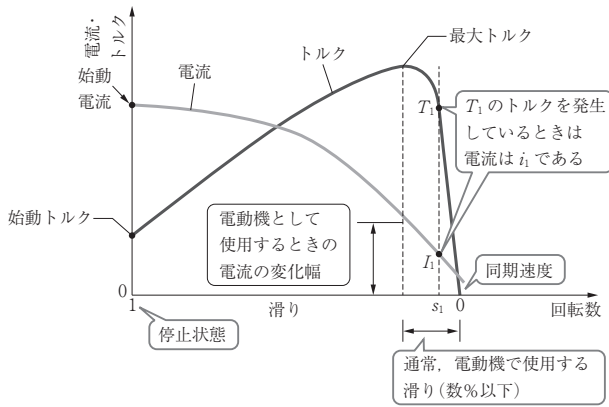 電流・
トルク
始動
電流
電流
トルク
最大トルク
T₁
T₁のトルクを発生
しているときは
電流はi₁である
始動トルク
電動機として
使用するときの
電流の変化幅
I₁
同期速度
0
1
滑り
s₁
0
回転数
停止状態
通常，電動機で使用する
滑り(数％以下)